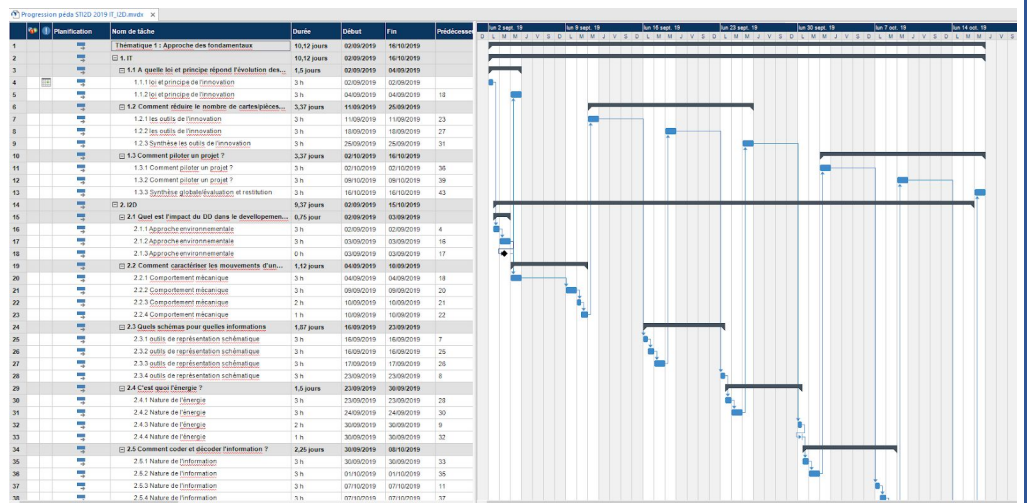 Progression péda STI2D 2019 IT_I2D.mvdx x
Planification Nom de tâche Durée Début Fin Prédécesseu
lun 2 sept. 19 lun 9 sept. 19 lun 16 sept. 19 lun 23 sept. 19 lun 30 sept. 19 lun 7 oct. 19 lun 14 oct. 19
1 Thématique 1 : Approche des fondamentaux 10,12 jours 02/09/2019 16/10/2019
2 1. IT 10,12 jours 02/09/2019 16/10/2019
3 1.1 A quelle loi et principe répond l'évolution des... 1,5 jours 02/09/2019 04/09/2019
4 1.1.1 loi et principe de l'innovation 3 h 02/09/2019 02/09/2019
5 1.1.2 loi et principe de l'innovation 3 h 04/09/2019 04/09/2019 18
6 1.2 Comment réduire le nombre de cartes/pièces... 3,37 jours 11/09/2019 25/09/2019
7 1.2.1 les outils de l'innovation 3 h 11/09/2019 11/09/2019 23
8 1.2.2 les outils de l'innovation 3 h 18/09/2019 18/09/2019 27
9 1.2.3 Synthèse les outils de l'innovation 3 h 25/09/2019 25/09/2019 31
10 1.3 Comment piloter un projet ? 3,37 jours 02/10/2019 16/10/2019
11 1.3.1 Comment piloter un projet ? 3 h 02/10/2019 02/10/2019 36
12 1.3.2 Comment piloter un projet ? 3 h 09/10/2019 09/10/2019 39
13 1.3.3 Synthèse globale/évaluation et restitution 3 h 16/10/2019 16/10/2019 43
14 2. I2D 9,37 jours 02/09/2019 15/10/2019
15 2.1 Quel est l'impact du DD dans le devellopemen... 0,75 jour 02/09/2019 03/09/2019
16 2.1.1 Approche environnementale 3 h 02/09/2019 02/09/2019 4
17 2.1.2 Approche environnementale 3 h 03/09/2019 03/09/2019 16
18 2.1.3 Approche environnementale 0 h 03/09/2019 03/09/2019 17
19 2.2 Comment caractériser les mouvements d'un... 1,12 jours 04/09/2019 10/09/2019
20 2.2.1 Comportement mécanique 3 h 04/09/2019 04/09/2019 18
21 2.2.2 Comportement mécanique 3 h 09/09/2019 09/09/2019 20
22 2.2.3 Comportement mécanique 2 h 10/09/2019 10/09/2019 21
23 2.2.4 Comportement mécanique 1 h 10/09/2019 10/09/2019 22
24 2.3 Quels schémas pour quelles informations 1,87 jours 16/09/2019 23/09/2019
25 2.3.1 outils de représentation schématique 3 h 16/09/2019 16/09/2019 7
26 2.3.2 outils de représentation schématique 3 h 16/09/2019 16/09/2019 25
27 2.3.3 outils de représentation schématique 3 h 17/09/2019 17/09/2019 26
28 2.3.4 outils de représentation schématique 3 h 23/09/2019 23/09/2019 8
29 2.4 C'est quoi l'énergie ? 1,5 jours 23/09/2019 30/09/2019
30 2.4.1 Nature de l'énergie 3 h 23/09/2019 23/09/2019 28
31 2.4.2 Nature de l'énergie 3 h 24/09/2019 24/09/2019 30
32 2.4.3 Nature de l'énergie 2 h 30/09/2019 30/09/2019 9
33 2.4.4 Nature de l'énergie 1 h 30/09/2019 30/09/2019 32
34 2.5 Comment coder et décoder l'information ? 2,25 jours 30/09/2019 08/10/2019
35 2.5.1 Nature de l'information 3 h 30/09/2019 30/09/2019 33
36 2.5.2 Nature de l'information 3 h 01/10/2019 01/10/2019 35
37 2.5.3 Nature de l'information 3 h 07/10/2019 07/10/2019 11
38 2.5.4 Nature de l'information 3 h 07/10/2019 07/10/2019 37